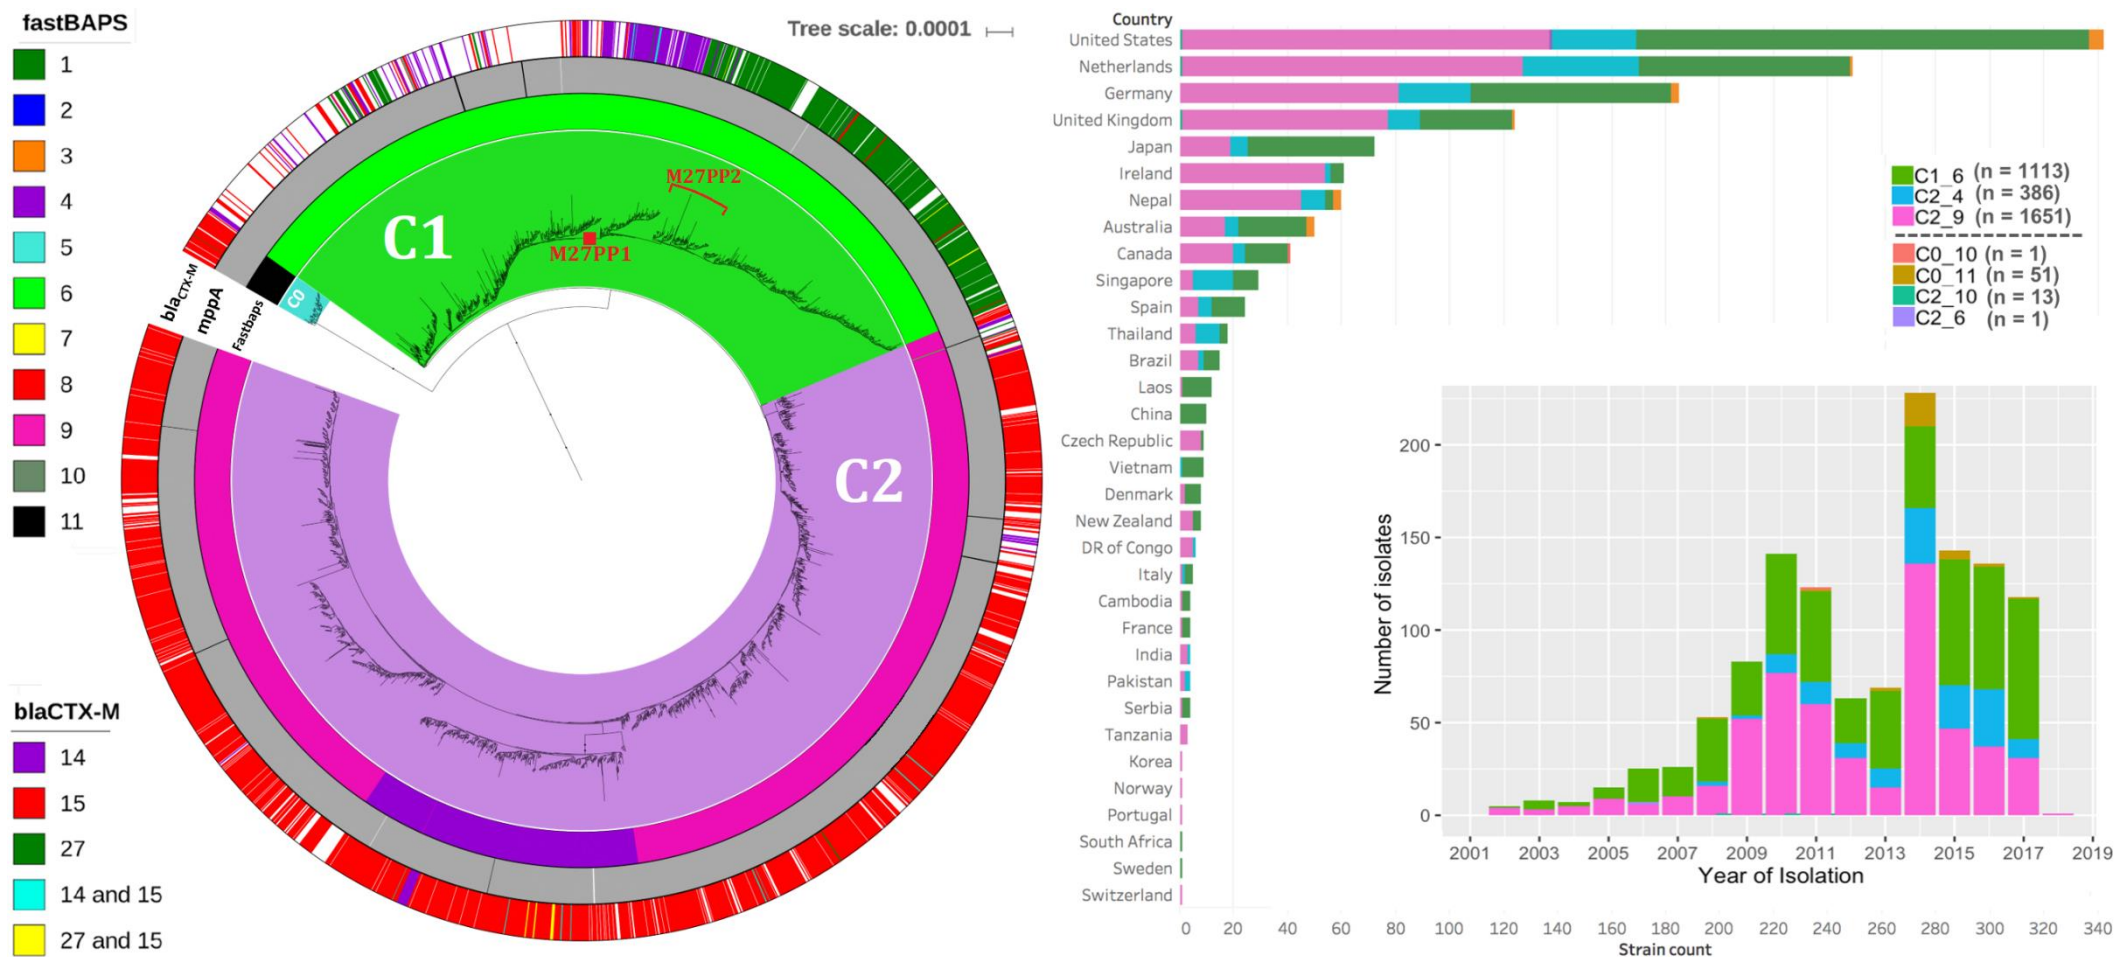 fastBAPS
1
2
3
4
5
6
7
8
9
10
11
blaCTX-M
14
15
27
14 and 15
27 and 15
Tree scale: 0.0001
C1
M27PP2
M27PP1
C0
C2
blaCTX-M
mppA
Fastbaps
Country
United States
Netherlands
Germany
United Kingdom
Japan
Ireland
Nepal
Australia
Canada
Singapore
Spain
Thailand
Brazil
Laos
China
Czech Republic
Vietnam
Denmark
New Zealand
DR of Congo
Italy
Cambodia
France
India
Pakistan
Serbia
Tanzania
Korea
Norway
Portugal
South Africa
Sweden
Switzerland
0 20 40 60 80 100 120 140 160 180 200 220 240 260 280 300 320 340
Strain count
C1_6 (n = 1113)
C2_4 (n = 386)
C2_9 (n = 1651)
C0_10 (n = 1)
C0_11 (n = 51)
C2_10 (n = 13)
C2_6 (n = 1)
Number of isolates
200
150
100
50
0
2001 2003 2005 2007 2009 2011 2013 2015 2017 2019
Year of Isolation